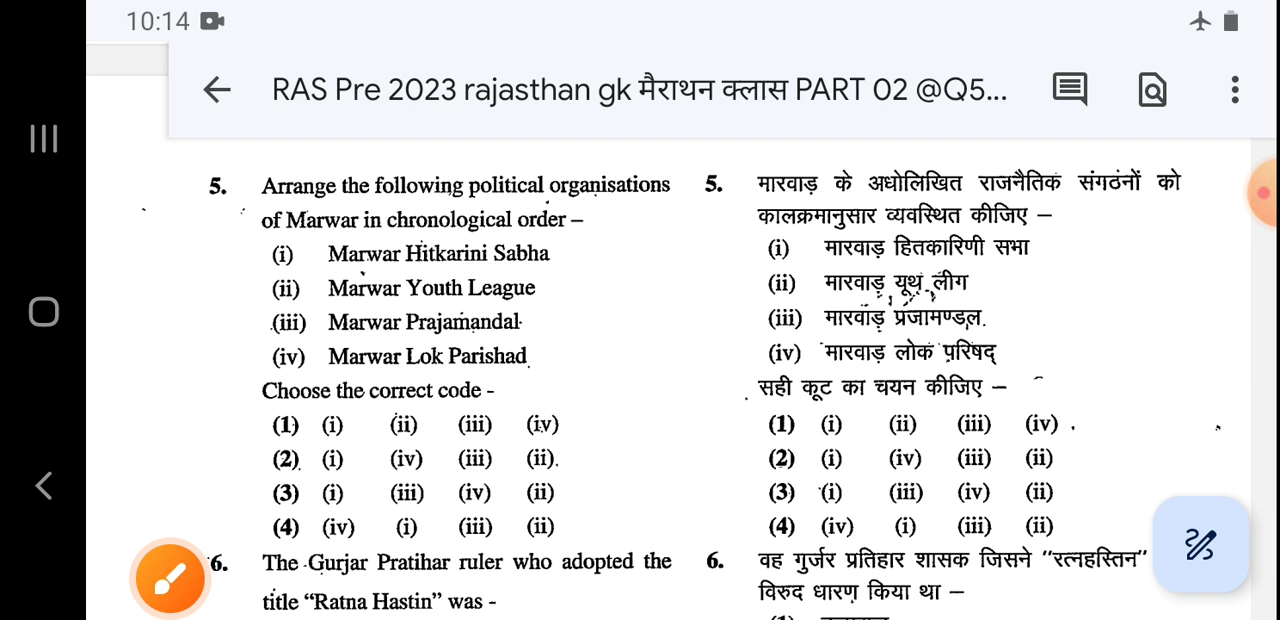 10:14
RAS Pre 2023 rajasthan gk मैराथन क्लास PART 02 @Q5...
5. Arrange the following political organisations
of Marwar in chronological order –
(i) Marwar Hitkarini Sabha
(ii) Marwar Youth League
(iii) Marwar Prajamandal
(iv) Marwar Lok Parishad
Choose the correct code -
(1) (i) (ii) (iii) (iv)
(2) (i) (iv) (iii) (ii)
(3) (i) (iii) (iv) (ii)
(4) (iv) (i) (iii) (ii)
6. The Gurjar Pratihar ruler who adopted the
title “Ratna Hastin” was -
5. मारवाड़ के अधोलिखित राजनैतिक संगठनों को
कालक्रमानुसार व्यवस्थित कीजिए –
(i) मारवाड़ हितकारिणी सभा
(ii) मारवाड़ यूथ लीग
(iii) मारवाड़ प्रजामण्डल
(iv) मारवाड़ लोक परिषद्
सही कूट का चयन कीजिए –
(1) (i) (ii) (iii) (iv)
(2) (i) (iv) (iii) (ii)
(3) (i) (iii) (iv) (ii)
(4) (iv) (i) (iii) (ii)
6. वह गुर्जर प्रतिहार शासक जिसने “रत्नहस्तिन”
विरुद धारण किया था –